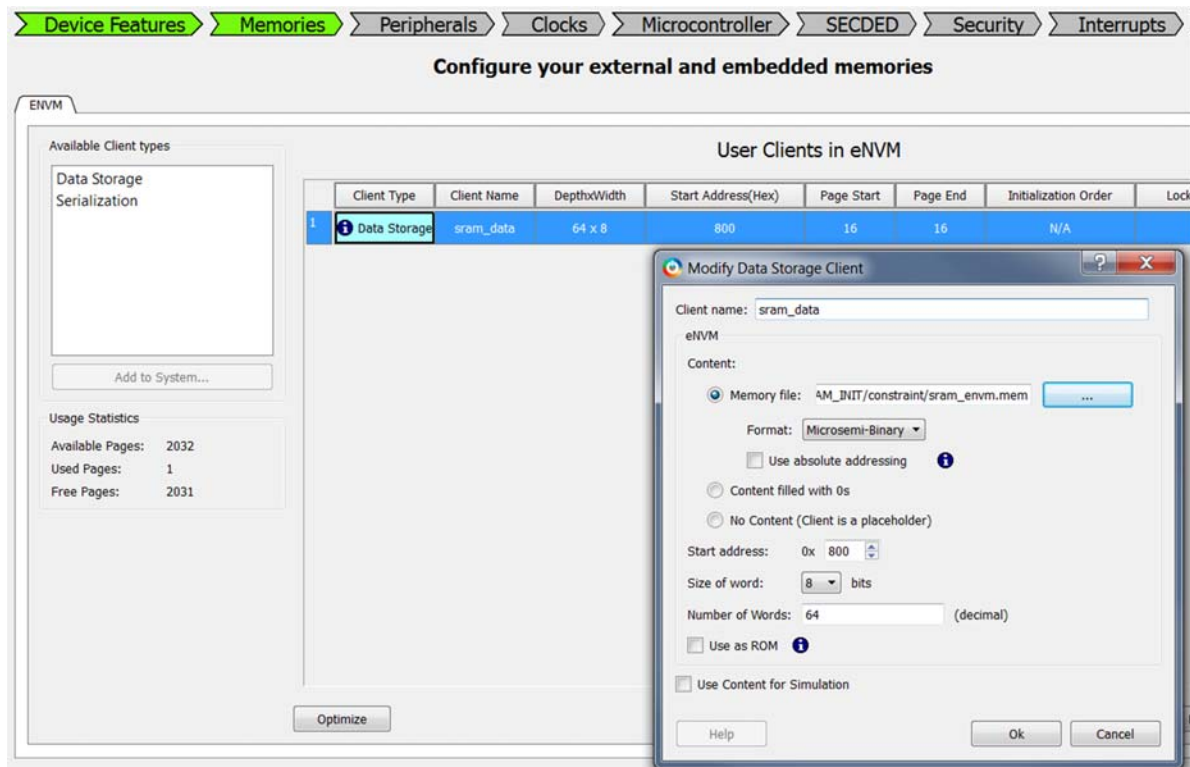 Device Features Memories Peripherals Clocks Microcontroller SECDED Security Interrupts
Configure your external and embedded memories
ENVM
Available Client types
Data Storage
Serialization
Add to System...
Usage Statistics
Available Pages: 2032
Used Pages: 1
Free Pages: 2031
User Clients in eNVM
Client Type Client Name DepthxWidth Start Address(Hex) Page Start Page End Initialization Order Lock
1 Data Storage sram_data 64 x 8 800 16 16 N/A
Optimize
Modify Data Storage Client
Client name: sram_data
eNVM
Content:
Memory file: AM_INIT/constraint/sram_envm.mem ...
Format: Microsemi-Binary
Use absolute addressing
Content filled with 0s
No Content (Client is a placeholder)
Start address: 0x 800
Size of word: 8 bits
Number of Words: 64 (decimal)
Use as ROM
Use Content for Simulation
Help Ok Cancel